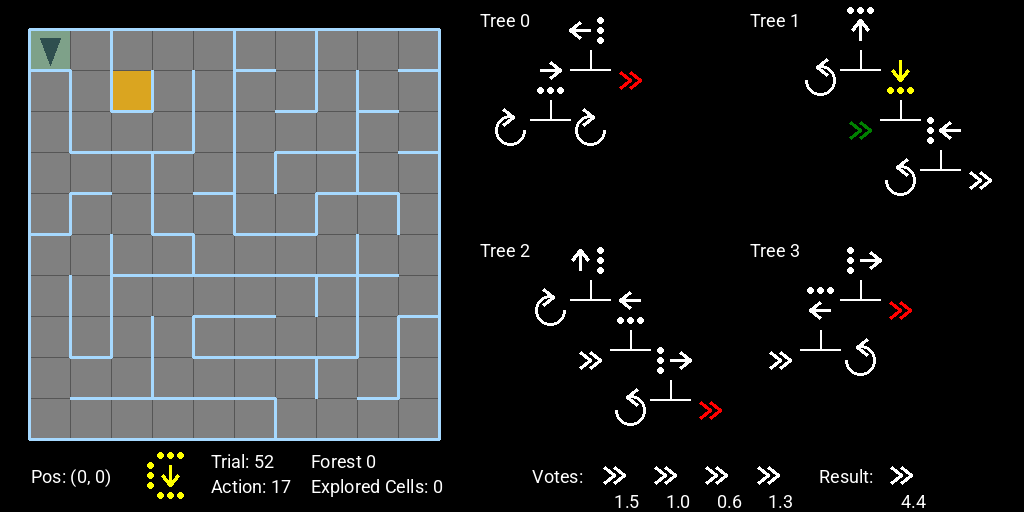 Tree 0
Tree 1
Tree 2
Tree 3
Pos: (0, 0)
Trial: 52
Forest 0
Action: 17
Explored Cells: 0
Votes:
Result:
1.5
1.0
0.6
1.3
4.4